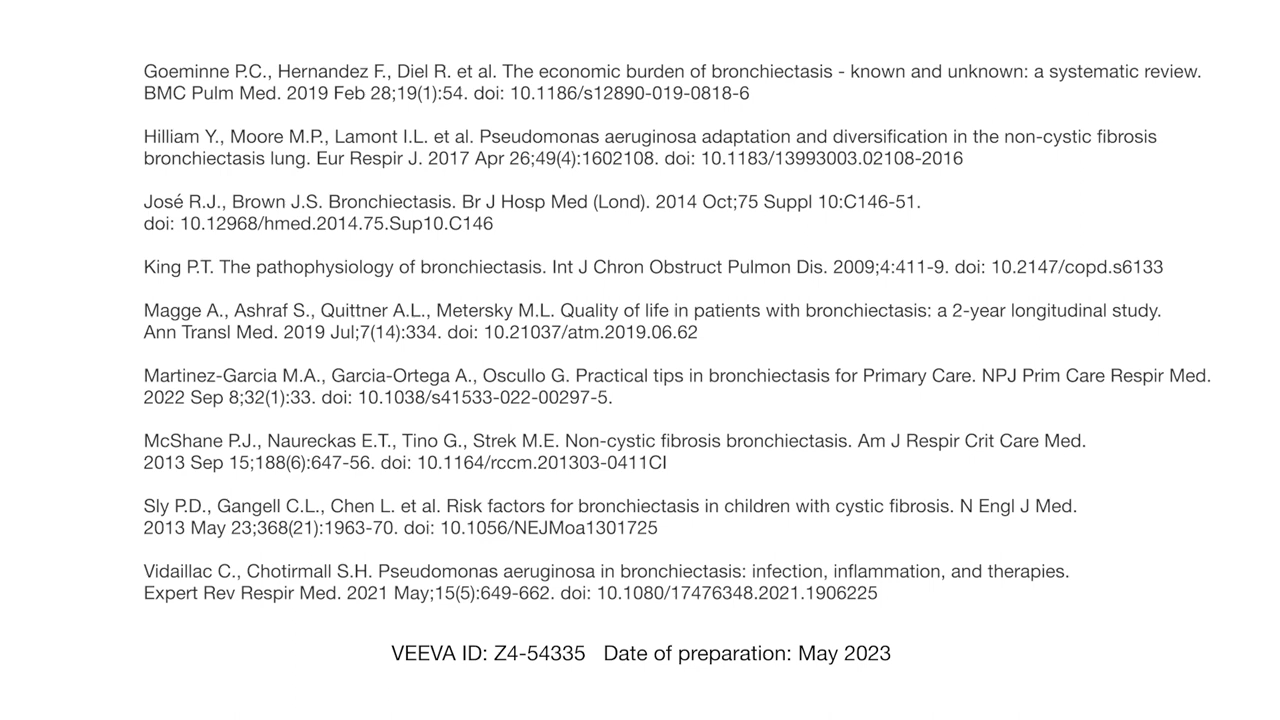 Goeminne P.C., Hernandez F., Diel R. et al. The economic burden of bronchiectasis - known and unknown: a systematic review.
BMC Pulm Med. 2019 Feb 28;19(1):54. doi: 10.1186/s12890-019-0818-6
Hilliam Y., Moore M.P., Lamont I.L. et al. Pseudomonas aeruginosa adaptation and diversification in the non-cystic fibrosis
bronchiectasis lung. Eur Respir J. 2017 Apr 26;49(4):1602108. doi: 10.1183/13993003.02108-2016
José R.J., Brown J.S. Bronchiectasis. Br J Hosp Med (Lond). 2014 Oct;75 Suppl 10:C146-51.
doi: 10.12968/hmed.2014.75.Sup10.C146
King P.T. The pathophysiology of bronchiectasis. Int J Chron Obstruct Pulmon Dis. 2009;4:411-9. doi: 10.2147/copd.s6133
Magge A., Ashraf S., Quittner A.L., Metersky M.L. Quality of life in patients with bronchiectasis: a 2-year longitudinal study.
Ann Transl Med. 2019 Jul;7(14):334. doi: 10.21037/atm.2019.06.62
Martinez-Garcia M.A., Garcia-Ortega A., Oscullo G. Practical tips in bronchiectasis for Primary Care. NPJ Prim Care Respir Med.
2022 Sep 8;32(1):33. doi: 10.1038/s41533-022-00297-5.
McShane P.J., Naureckas E.T., Tino G., Strek M.E. Non-cystic fibrosis bronchiectasis. Am J Respir Crit Care Med.
2013 Sep 15;188(6):647-56. doi: 10.1164/rccm.201303-0411CI
Sly P.D., Gangell C.L., Chen L. et al. Risk factors for bronchiectasis in children with cystic fibrosis. N Engl J Med.
2013 May 23;368(21):1963-70. doi: 10.1056/NEJMoa1301725
Vidaillac C., Chotirmall S.H. Pseudomonas aeruginosa in bronchiectasis: infection, inflammation, and therapies.
Expert Rev Respir Med. 2021 May;15(5):649-662. doi: 10.1080/17476348.2021.1906225
VEEVA ID: Z4-54335 Date of preparation: May 2023